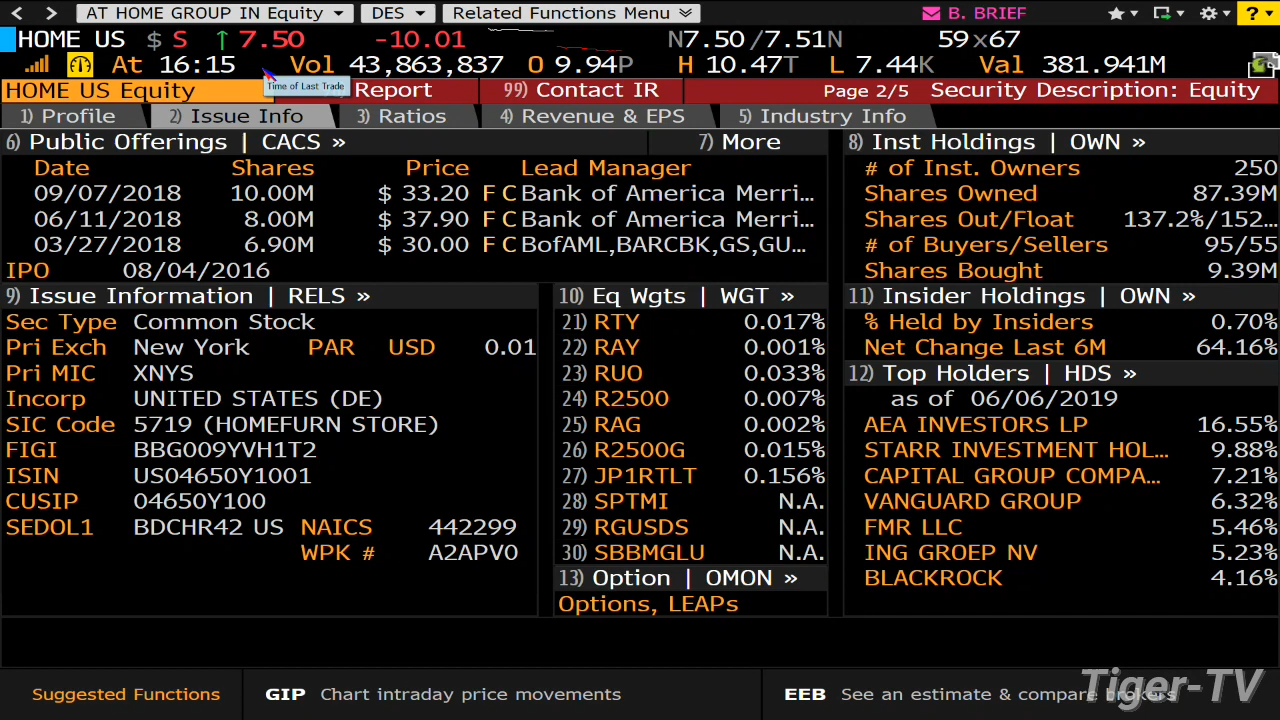 AT HOME GROUP IN Equity DES Related Functions Menu B. BRIEF ?
HOME US $ S ↑ 7.50 -10.01 N7.50 /7.51N 59 x67
At 16:15 Vol 43,863,837 O 9.94P H 10.47T L 7.44K Val 381.941M
HOME US Equity Report 99) Contact IR Page 2/5 Security Description: Equity
Time of Last Trade
1) Profile 2) Issue Info 3) Ratios 4) Revenue & EPS 5) Industry Info
6) Public Offerings | CACS » 7) More
Date Shares Price Lead Manager
09/07/2018 10.00M $ 33.20 F C Bank of America Merri...
06/11/2018 8.00M $ 37.90 F C Bank of America Merri...
03/27/2018 6.90M $ 30.00 F C BofAML,BARCBK,GS,GU...
IPO 08/04/2016
8) Inst Holdings | OWN »
# of Inst. Owners 250
Shares Owned 87.39M
Shares Out/Float 137.2%/152...
# of Buyers/Sellers 95/55
Shares Bought 9.39M
9) Issue Information | RELS »
Sec Type Common Stock
Pri Exch New York PAR USD 0.01
Pri MIC XNYS
Incorp UNITED STATES (DE)
SIC Code 5719 (HOMEFURN STORE)
FIGI BBG009YVH1T2
ISIN US04650Y1001
CUSIP 04650Y100
SEDOL1 BDCHR42 US NAICS 442299
WPK # A2APV0
10) Eq Wgts | WGT »
21) RTY 0.017%
22) RAY 0.001%
23) RUO 0.033%
24) R2500 0.007%
25) RAG 0.002%
26) R2500G 0.015%
27) JP1RTLT 0.156%
28) SPTMI N.A.
29) RGUSDS N.A.
30) SBBMGLU N.A.
13) Option | OMON »
Options, LEAPs
11) Insider Holdings | OWN »
% Held by Insiders 0.70%
Net Change Last 6M 64.16%
12) Top Holders | HDS »
as of 06/06/2019
AEA INVESTORS LP 16.55%
STARR INVESTMENT HOL... 9.88%
CAPITAL GROUP COMPA... 7.21%
VANGUARD GROUP 6.32%
FMR LLC 5.46%
ING GROEP NV 5.23%
BLACKROCK 4.16%
Suggested Functions GIP Chart intraday price movements EEB See an estimate & compare brokers
Tiger-TV